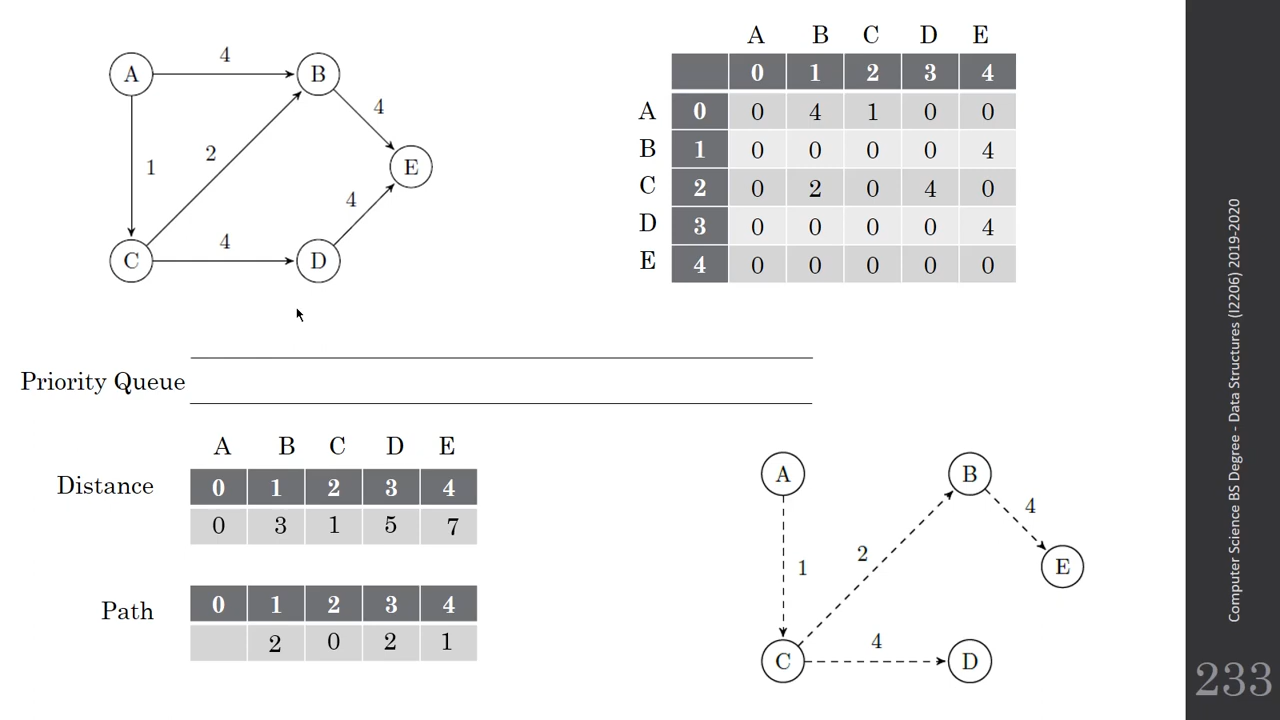 A 4 B
4
1 2 E
4
C 4 D
A B C D E
0 1 2 3 4
A 0 0 4 1 0 0
B 1 0 0 0 0 4
C 2 0 2 0 4 0
D 3 0 0 0 0 4
E 4 0 0 0 0 0
Priority Queue
A B C D E
Distance 0 1 2 3 4
0 3 1 5 7
Path 0 1 2 3 4
2 0 2 1
A B
4
1 2 E
C 4 D
Computer Science BS Degree - Data Structures (I2206) 2019-2020
233